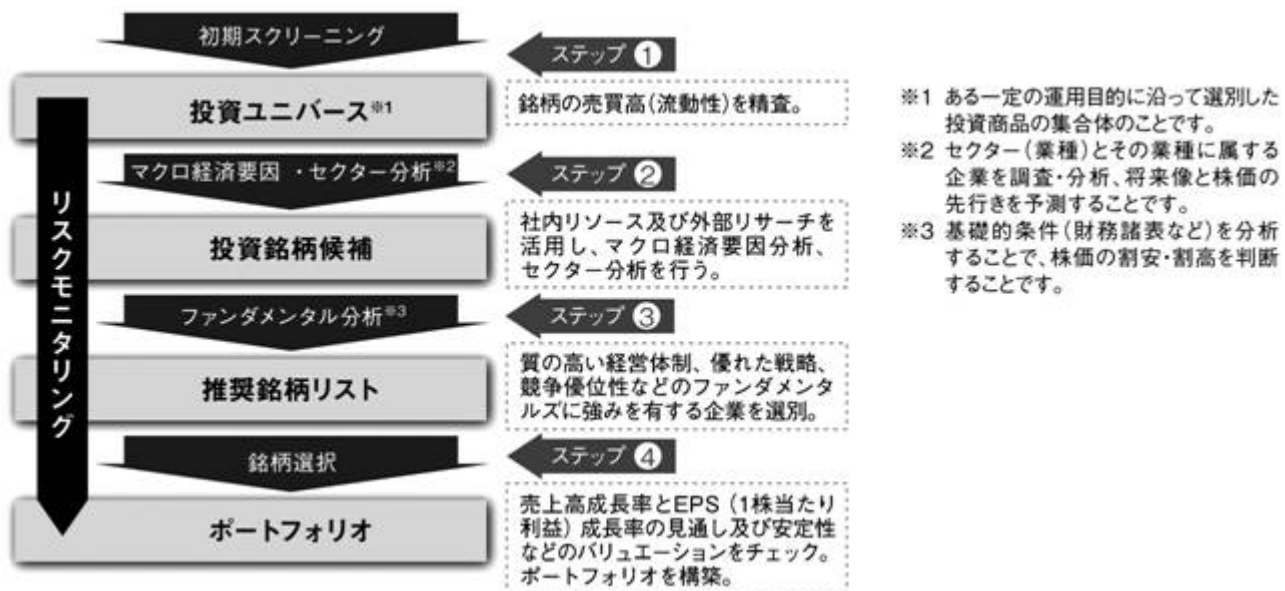 初期スクリーニング
ステップ ❶
投資ユニバース※1
銘柄の売買高(流動性)を精査。
マクロ経済要因 ・セクター分析※2
ステップ ❷
投資銘柄候補
社内リソース及び外部リサーチを
活用し、マクロ経済要因分析、
セクター分析を行う。
ファンダメンタル分析※3
ステップ ❸
推奨銘柄リスト
質の高い経営体制、優れた戦略、
競争優位性などのファンダメンタ
ルズに強みを有する企業を選別。
銘柄選択
ステップ ❹
ポートフォリオ
売上高成長率とEPS（1株当たり
利益）成長率の見通し及び安定性
などのバリュエーションをチェック。
ポートフォリオを構築。
リスクモニタリング
※1 ある一定の運用目的に沿って選別した
投資商品の集合体のことです。
※2 セクター(業種)とその業種に属する
企業を調査・分析、将来像と株価の
先行きを予測することです。
※3 基礎的条件(財務諸表など)を分析
することで、株価の割安・割高を判断
することです。